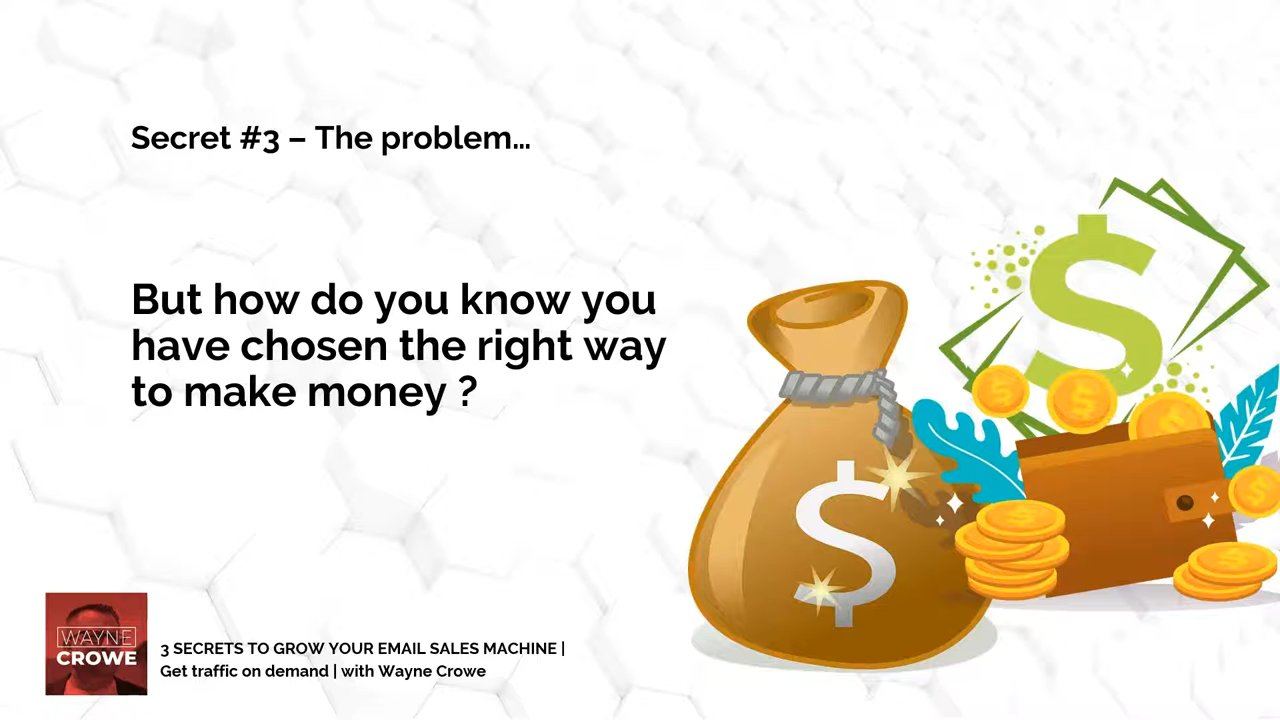 Secret #3 – The problem...
But how do you know you
have chosen the right way
to make money ?
$
$
WAYNE
CROWE
3 SECRETS TO GROW YOUR EMAIL SALES MACHINE |
Get traffic on demand | with Wayne Crowe